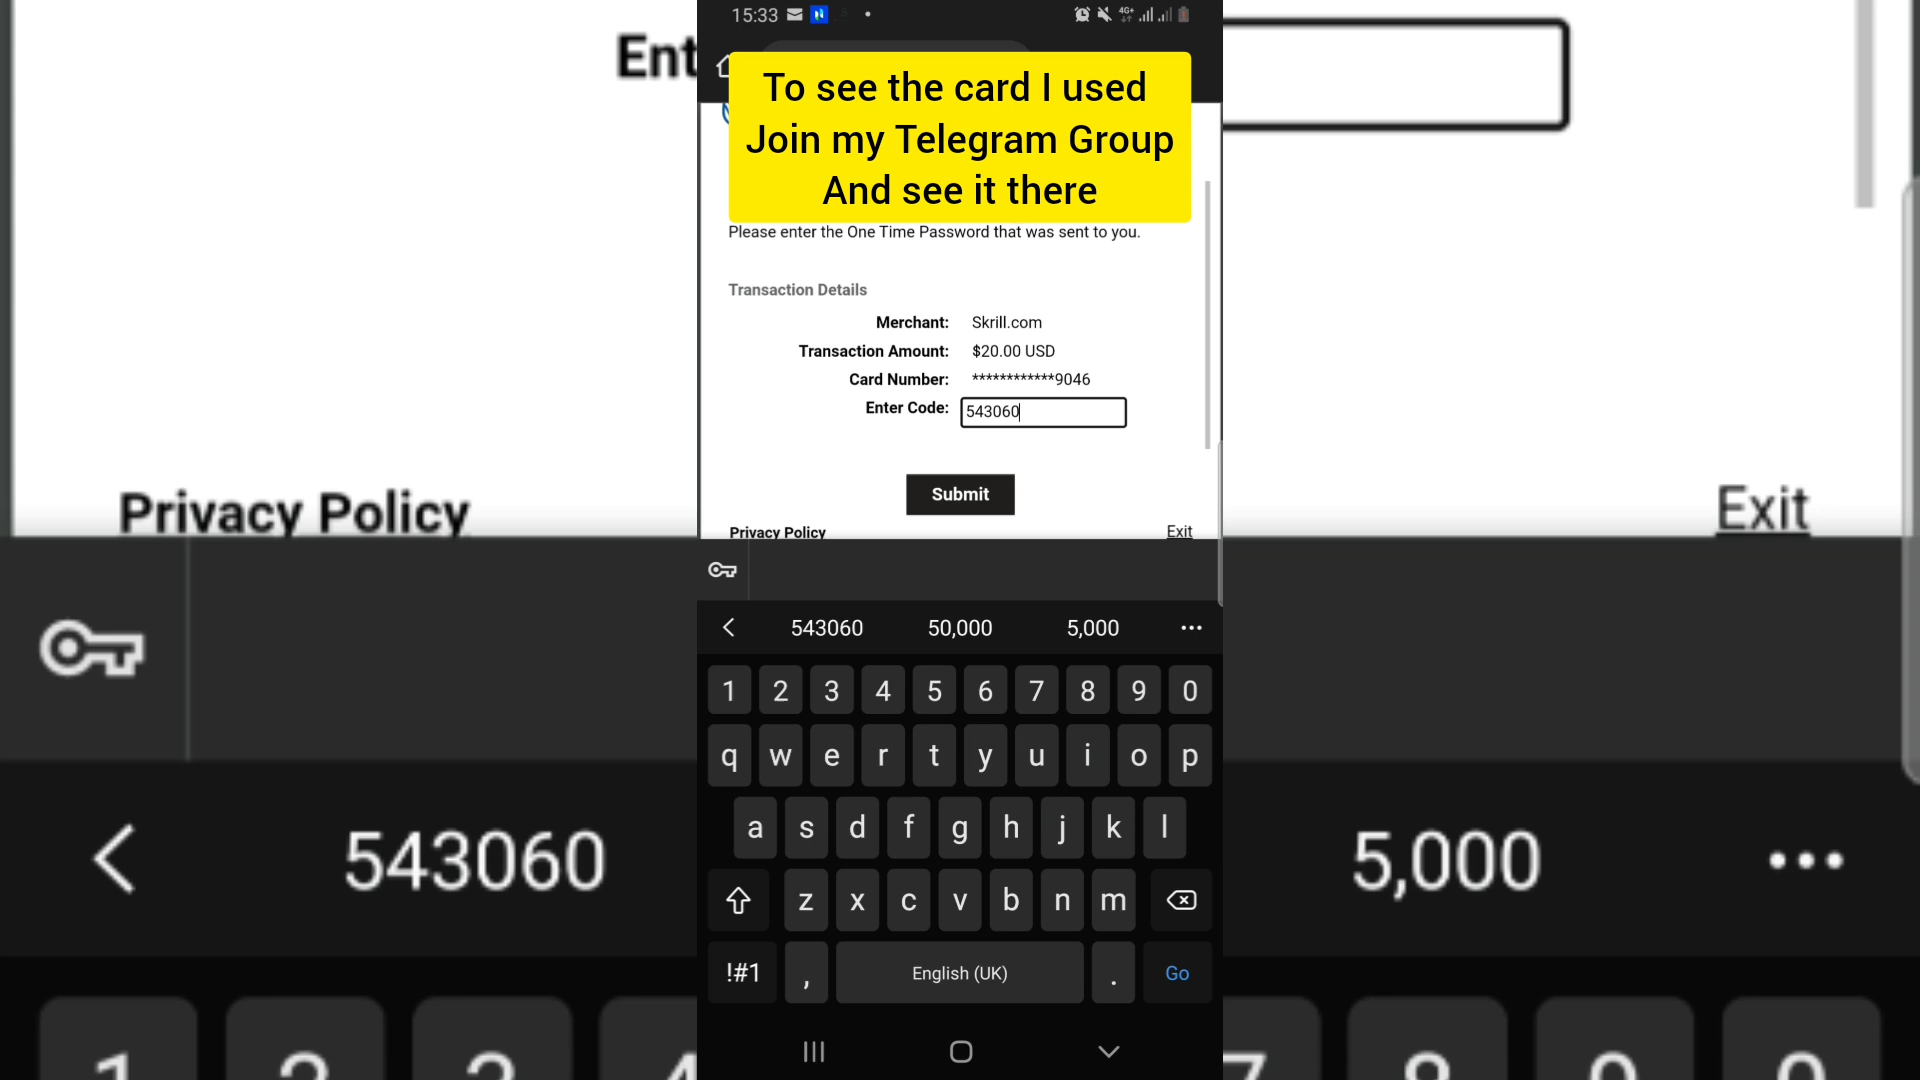 15:33
4G+
To see the card I used
Join my Telegram Group
And see it there
Please enter the One Time Password that was sent to you.
Transaction Details
Merchant: Skrill.com
Transaction Amount: $20.00 USD
Card Number: ************9046
Enter Code: 543060
Submit
Privacy Policy Exit
543060 50,000 5,000
1 2 3 4 5 6 7 8 9 0
q w e r t y u i o p
a s d f g h j k l
z x c v b n m
!#1 , English (UK) . Go
Ent
Privacy Policy
Exit
543060
5,000